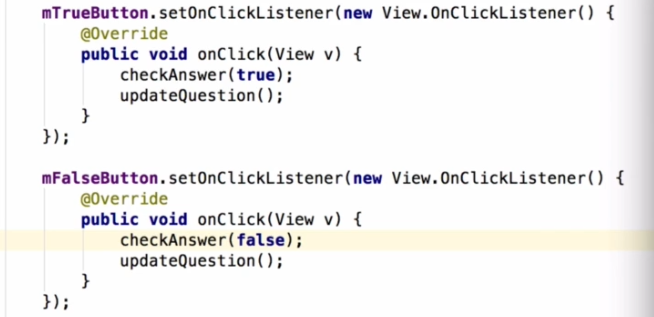 mTrueButton.setOnClickListener(new View.OnClickListener() {
@Override
public void onClick(View v) {
checkAnswer(true);
updateQuestion();
}
});
mFalseButton.setOnClickListener(new View.OnClickListener() {
@Override
public void onClick(View v) {
checkAnswer(false);
updateQuestion();
}
});